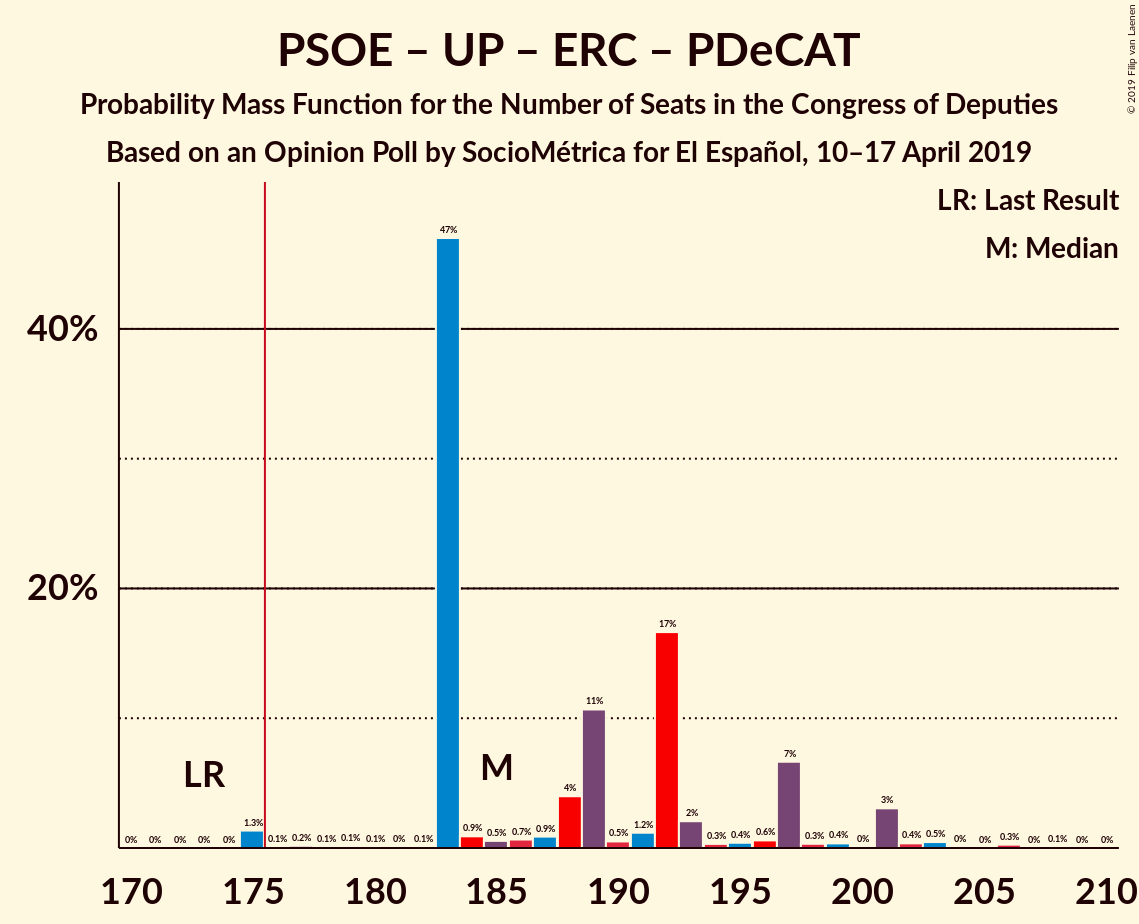 PSOE – UP – ERC – PDeCAT
Probability Mass Function for the Number of Seats in the Congress of Deputies
Based on an Opinion Poll by SocioMétrica for El Español, 10–17 April 2019
© 2019 Filip van Laenen
LR: Last Result
M: Median
47%
40%
20%
17%
11%
LR
M
7%
4%
3%
2%
0% 0% 0% 0% 0% 1.3% 0.1% 0.2% 0.1% 0.1% 0.1% 0% 0.1% 0.9% 0.5% 0.7% 0.9% 0.5% 1.2% 0.3% 0.4% 0.6% 0.3% 0.4% 0% 0.4% 0.5% 0% 0% 0.3% 0% 0.1% 0% 0%
170 175 180 185 190 195 200 205 210